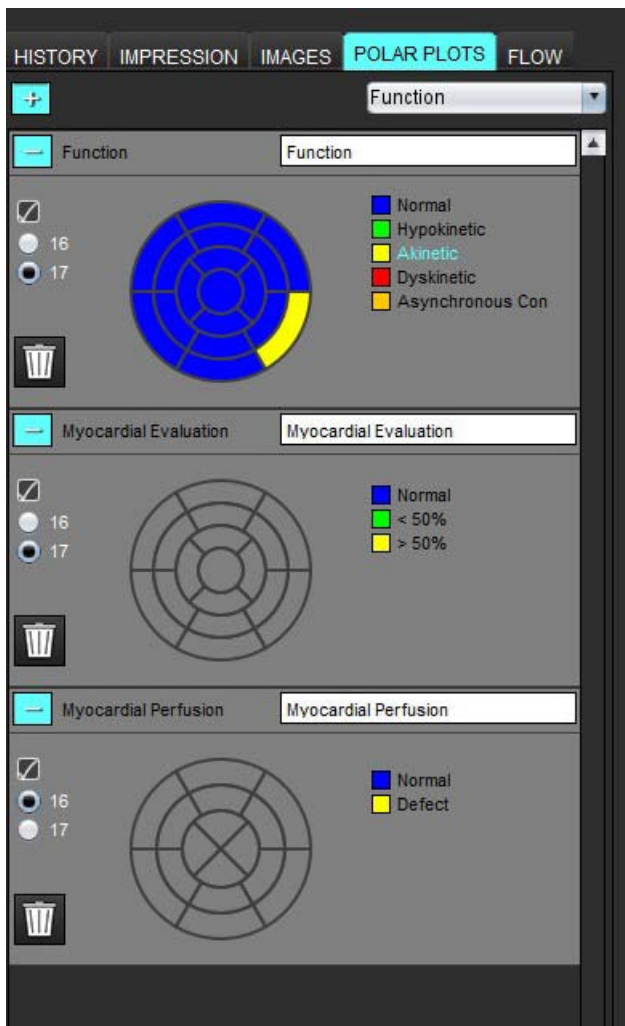 HISTORY IMPRESSION IMAGES POLAR PLOTS FLOW
Function
Function Function
Normal
Hypokinetic
Akinetic
Dyskinetic
Asynchronous Con
16
17
Myocardial Evaluation Myocardial Evaluation
Normal
< 50%
> 50%
16
17
Myocardial Perfusion Myocardial Perfusion
Normal
Defect
16
17